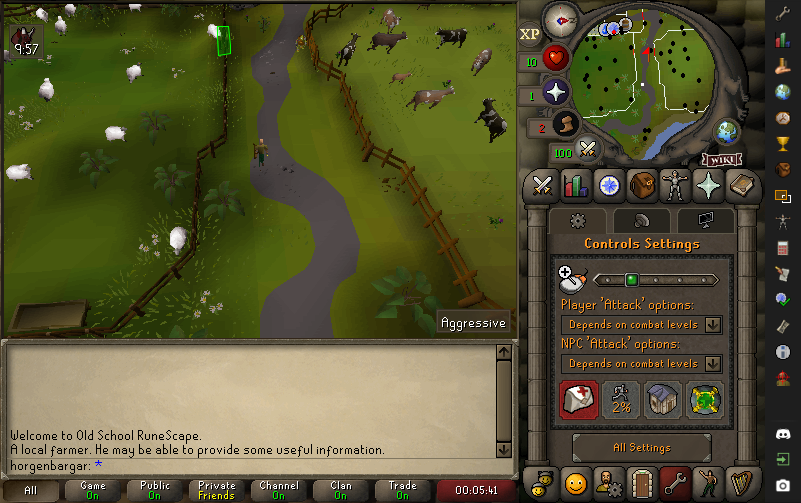 9:57
XP
10
1
2
100
WIKI
Controls Settings
Player 'Attack' options:
Depends on combat levels
NPC 'Attack' options:
Depends on combat levels
2%
All Settings
Aggressive
Welcome to Old School RuneScape.
A local farmer. He may be able to provide some useful information.
horgenbargar: *
All
Game
On
Public
On
Private
Friends
Channel
On
Clan
On
Trade
On
00:05:41